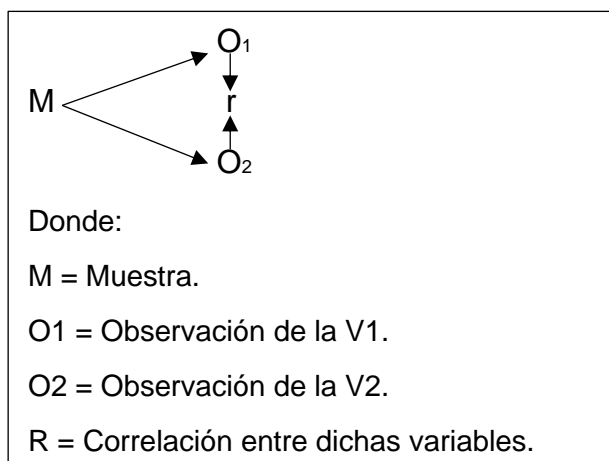 O1
M r
O2
Donde:
M = Muestra.
O1 = Observación de la V1.
O2 = Observación de la V2.
R = Correlación entre dichas variables.